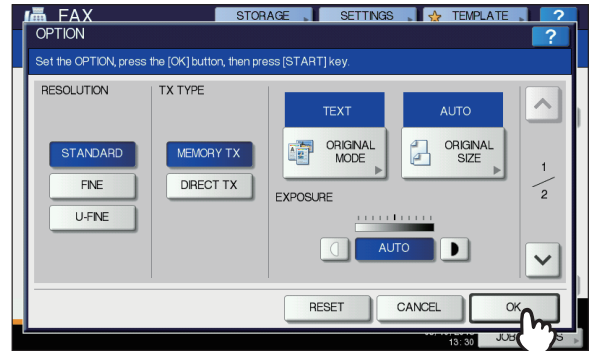 FAX
STORAGE
SETTINGS
TEMPLATE
?
OPTION
?
Set the OPTION, press the [OK] button, then press [START] key.
RESOLUTION
TX TYPE
TEXT
AUTO
STANDARD
MEMORY TX
ORIGINAL
MODE
ORIGINAL
SIZE
1
2
FINE
DIRECT TX
U-FINE
EXPOSURE
AUTO
RESET
CANCEL
OK
13:30